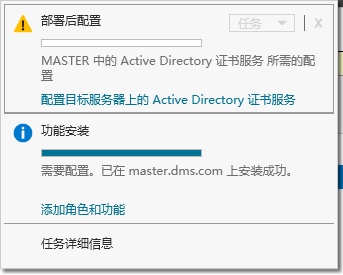 部署后配置
任务
X
MASTER 中的 Active Directory 证书服务 所需的配
置
配置目标服务器上的 Active Directory 证书服务
功能安装
需要配置。已在 master.dms.com 上安装成功。
添加角色和功能
任务详细信息